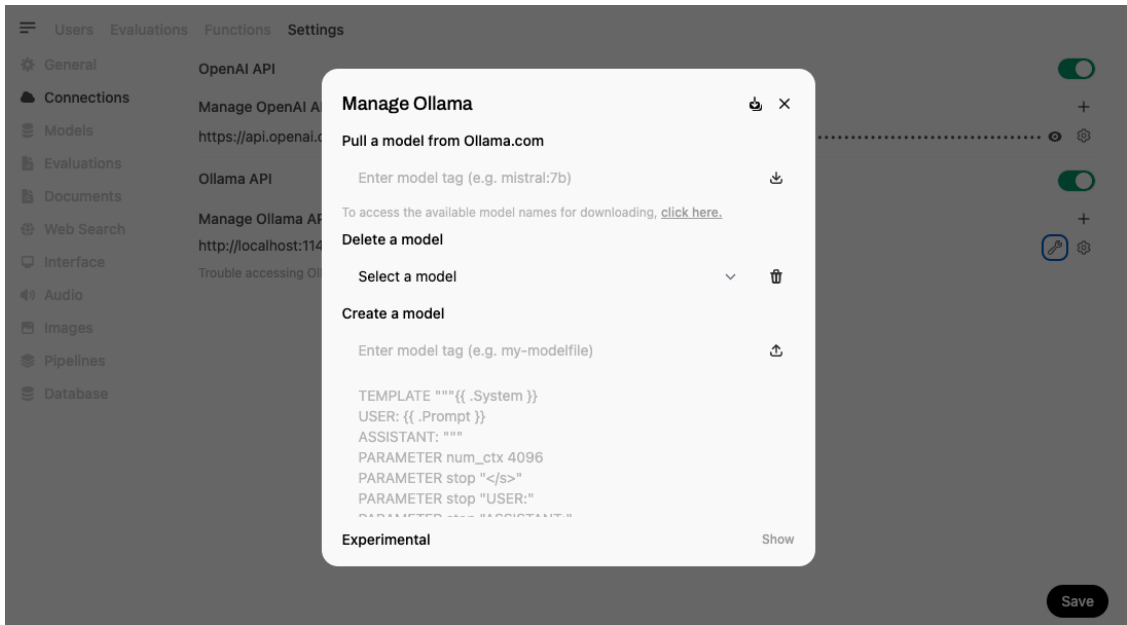 Users Evaluations Functions Settings
General
Connections
Models
Evaluations
Documents
Web Search
Interface
Audio
Images
Pipelines
Database
OpenAI API
Manage OpenAI A
https://api.openai.c
Ollama API
Manage Ollama AP
http://localhost:114
Trouble accessing Oll
Manage Ollama
Pull a model from Ollama.com
Enter model tag (e.g. mistral:7b)
To access the available model names for downloading, click here.
Delete a model
Select a model
Create a model
Enter model tag (e.g. my-modelfile)
TEMPLATE """{{ .System }}
USER: {{ .Prompt }}
ASSISTANT: """
PARAMETER num_ctx 4096
PARAMETER stop "</s>"
PARAMETER stop "USER:"
PARAMETER stop "ASSISTANT:"
Experimental Show
Save